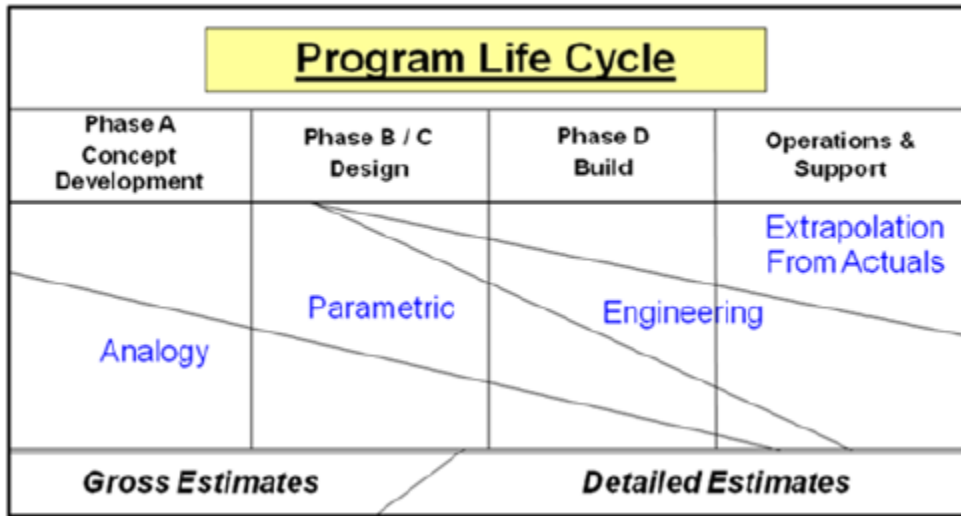 Program Life Cycle
Phase A
Concept
Development
Phase B / C
Design
Phase D
Build
Operations &
Support
Extrapolation
From Actuals
Parametric
Engineering
Analogy
Gross Estimates
Detailed Estimates